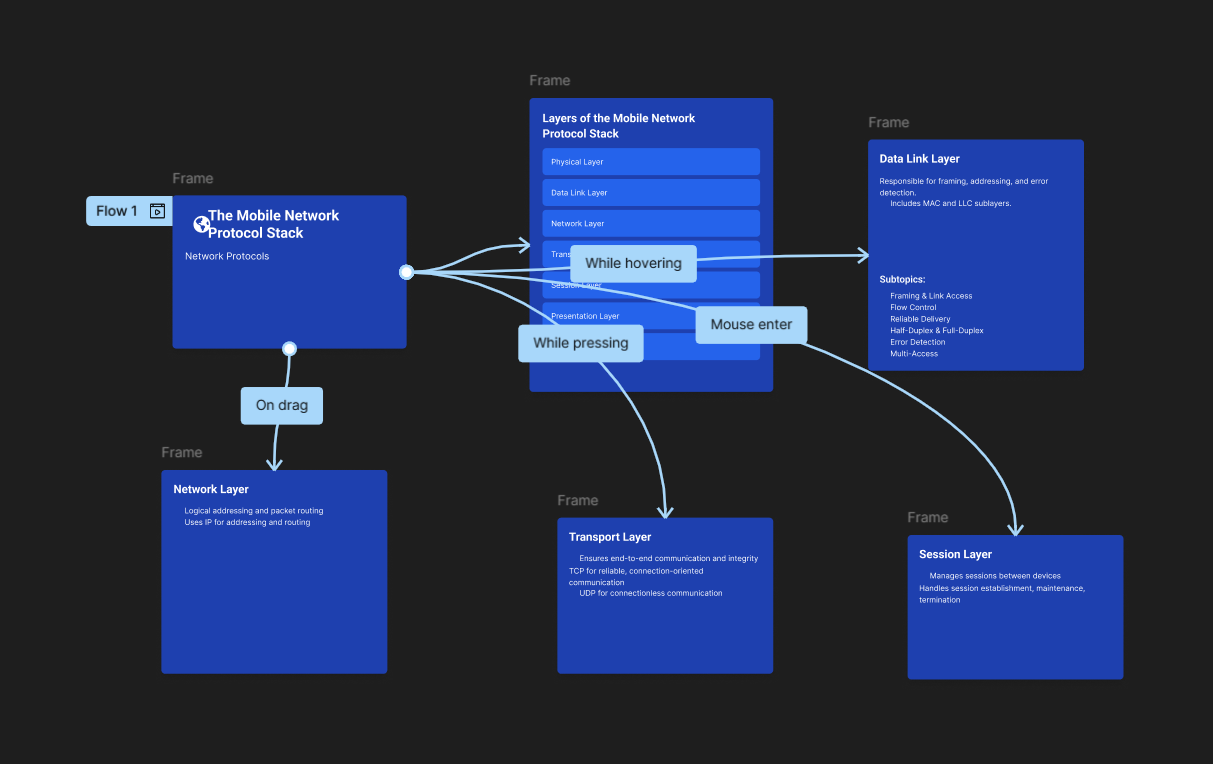 Frame
Flow 1
The Mobile Network
Protocol Stack
Network Protocols
Frame
Layers of the Mobile Network
Protocol Stack
Physical Layer
Data Link Layer
Network Layer
While hovering
Session Layer
Presentation Layer
Mouse enter
While pressing
Frame
Data Link Layer
Responsible for framing, addressing, and error
detection.
Includes MAC and LLC sublayers.
Subtopics:
Framing & Link Access
Flow Control
Reliable Delivery
Half-Duplex & Full-Duplex
Error Detection
Multi-Access
On drag
Frame
Network Layer
Logical addressing and packet routing
Uses IP for addressing and routing
Frame
Transport Layer
Ensures end-to-end communication and integrity
TCP for reliable, connection-oriented
communication
UDP for connectionless communication
Frame
Session Layer
Manages sessions between devices
Handles session establishment, maintenance,
termination